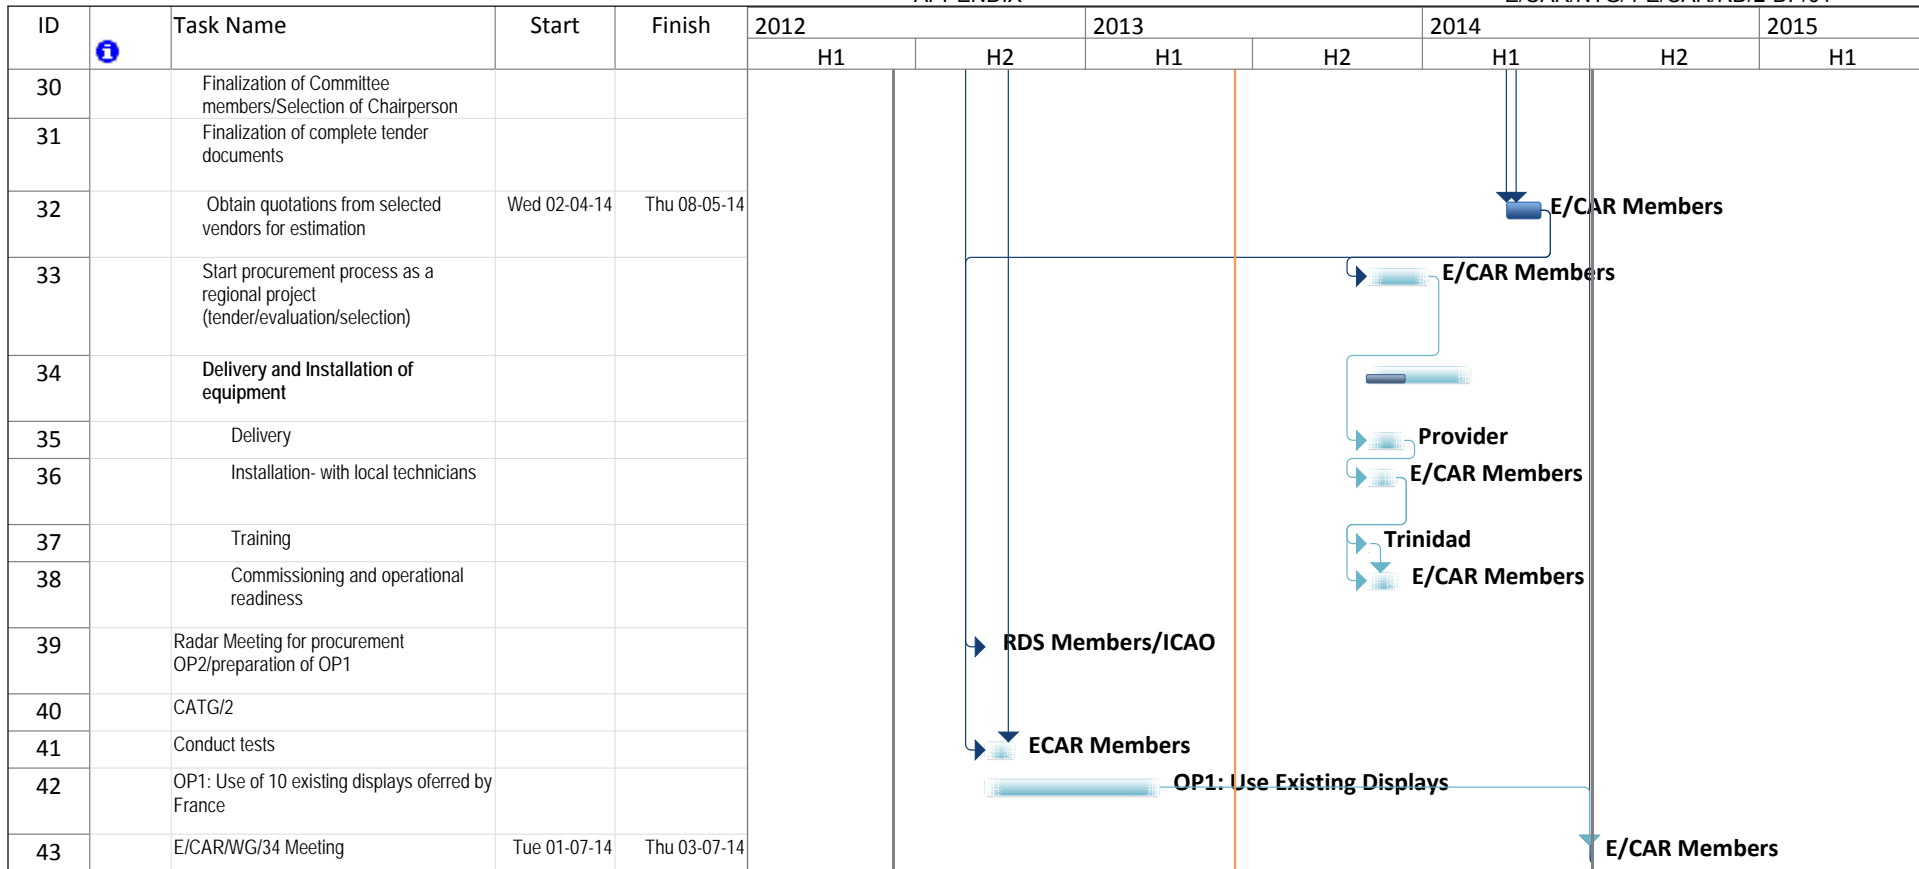 ID Task Name Start Finish 2012 2013 2014 2015
H1 H2 H1 H2 H1 H2 H1
30 Finalization of Committee
members/Selection of Chairperson
31 Finalization of complete tender
documents
32 Obtain quotations from selected Wed 02-04-14 Thu 08-05-14 E/CAR Members
vendors for estimation
33 Start procurement process as a E/CAR Members
regional project
(tender/evaluation/selection)
34 Delivery and Installation of
equipment
35 Delivery Provider
36 Installation- with local technicians E/CAR Members
37 Training Trinidad
38 Commissioning and operational E/CAR Members
readiness
39 Radar Meeting for procurement RDS Members/ICAO
OP2/preparation of OP1
40 CATG/2
41 Conduct tests ECAR Members
42 OP1: Use of 10 existing displays oferred by OP1: Use Existing Displays
France
43 E/CAR/WG/34 Meeting Tue 01-07-14 Thu 03-07-14 E/CAR Members